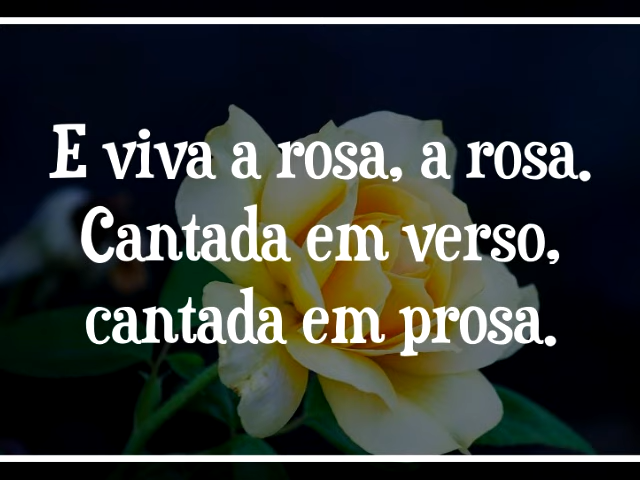 E viva a rosa, a rosa.
Cantada em verso,
cantada em prosa.